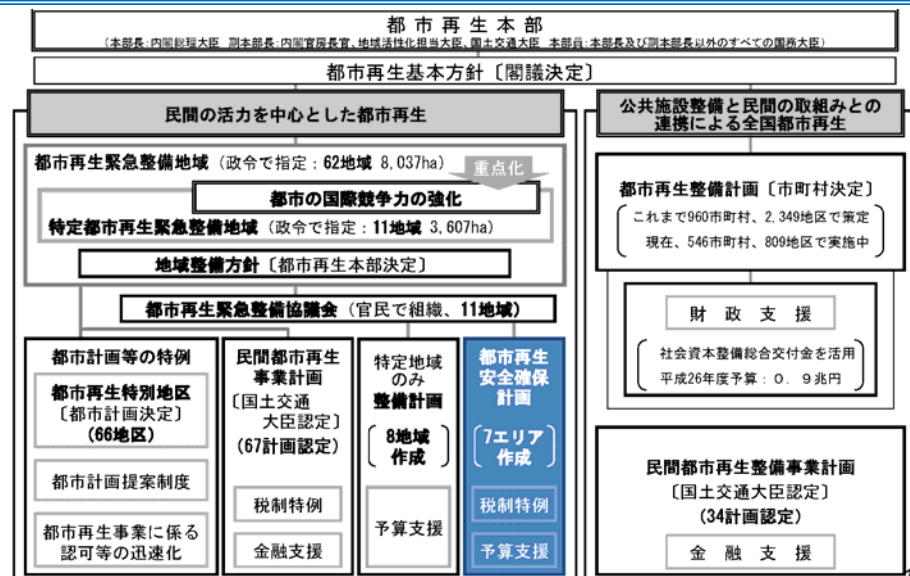 都市再生本部
（本部長：内閣総理大臣　副本部長：内閣官房長官、地域活性化担当大臣、国土交通大臣　本部員：本部長及び副本部長以外のすべての国務大臣）
都市再生基本方針〔閣議決定〕
民間の活力を中心とした都市再生
都市再生緊急整備地域（政令で指定：62地域 8,037ha）
重点化
都市の国際競争力の強化
特定都市再生緊急整備地域（政令で指定：11地域 3,607ha）
地域整備方針〔都市再生本部決定〕
都市再生緊急整備協議会（官民で組織、11地域）
都市計画等の特例
都市再生特別地区
〔都市計画決定〕
（66地区）
都市計画提案制度
都市再生事業に係る
認可等の迅速化
民間都市再生
事業計画
〔国土交通
大臣認定〕
（67計画認定）
税制特例
金融支援
特定地域
のみ
整備計画
〔8地域
作成〕
予算支援
都市再生
安全確保
計画
〔7エリア
作成〕
税制特例
予算支援
公共施設整備と民間の取組みとの
連携による全国都市再生
都市再生整備計画〔市町村決定〕
これまで960市町村、2,349地区で策定
現在、546市町村、809地区で実施中
財政支援
社会資本整備総合交付金を活用
平成26年度予算：０．９兆円
民間都市再生整備事業計画
〔国土交通大臣認定〕
（34計画認定）
金融支援